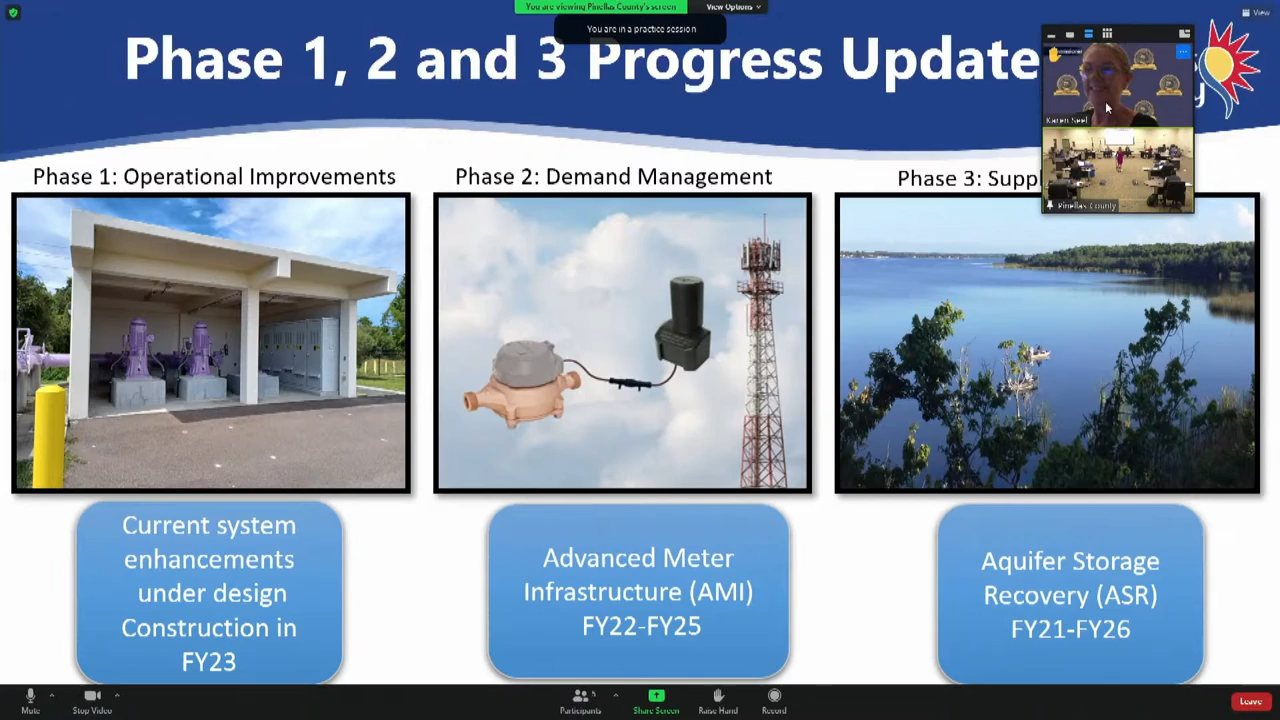 You are viewing Pinellas County's screen
View Options
View
You are in a practice session
Phase 1, 2 and 3 Progress Update
Karen Seel
Pinellas County
Phase 1: Operational Improvements
Phase 2: Demand Management
Phase 3: Suppl
Current system
enhancements
under design
Construction in
FY23
Advanced Meter
Infrastructure (AMI)
FY22-FY25
Aquifer Storage
Recovery (ASR)
FY21-FY26
Mute
Stop Video
Participants
5
Share Screen
Raise Hand
Record
Leave